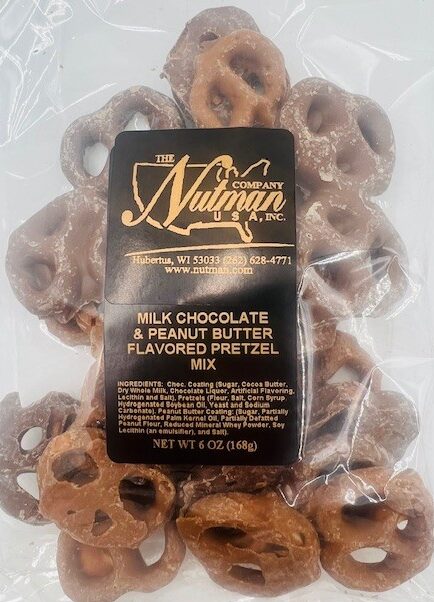 THE
Nutman
COMPANY
USA, INC.
Hubertus, WI 53033 (262) 628-4771
www.nutman.com
MILK CHOCOLATE
& PEANUT BUTTER
FLAVORED PRETZEL
MIX
INGREDIENTS: Choc. Coating (Sugar, Cocoa Butter,
Dry Whole Milk, Chocolate Liquer, Artificial Flavoring,
Lecithin and Salt), Pretzels (Flour, Salt, Corn Syrup
Hydrogenated Soybean Oil, Yeast and Sodium
Carbonate). Peanut Butter Coating: (Sugar, Partially
Hydrogenated Palm Kernel Oil, Partially Defatted
Peanut Flour, Reduced Mineral Whey Powder, Soy
Lecithin (an emulsifier), and Salt).
NET WT 6 OZ (168g)